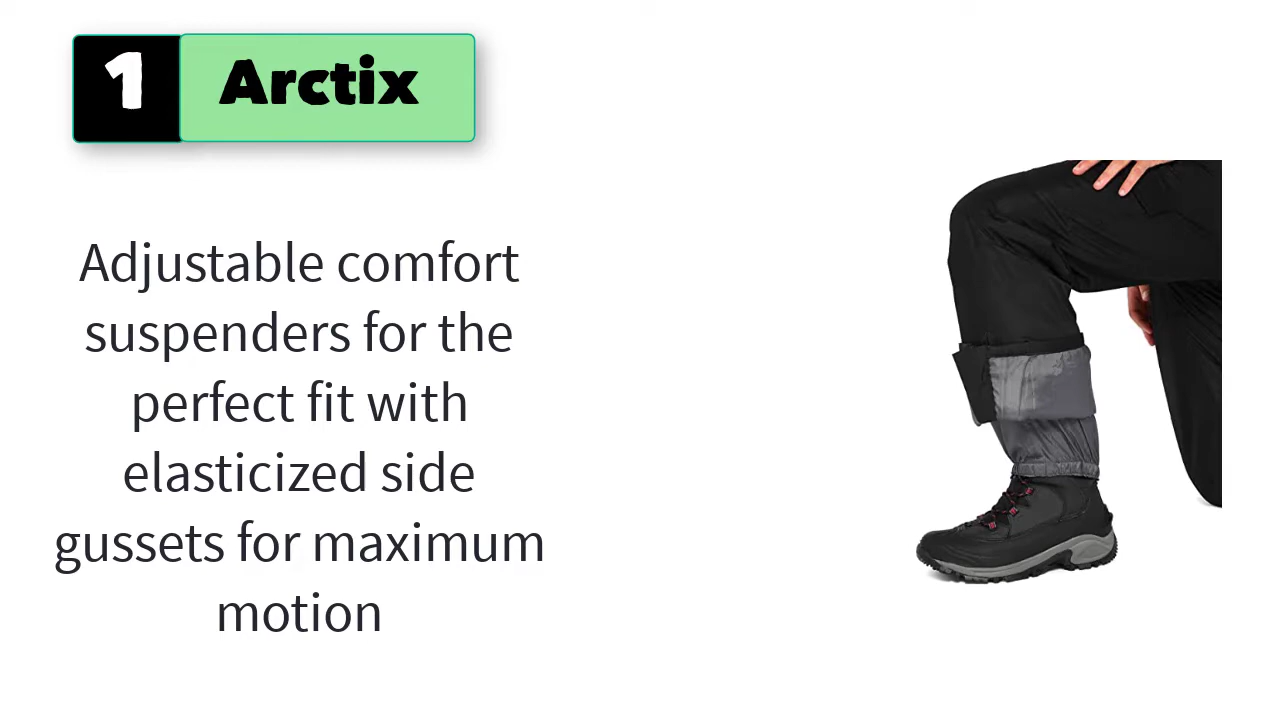 1 Arctix
Adjustable comfort
suspenders for the
perfect fit with
elasticized side
gussets for maximum
motion